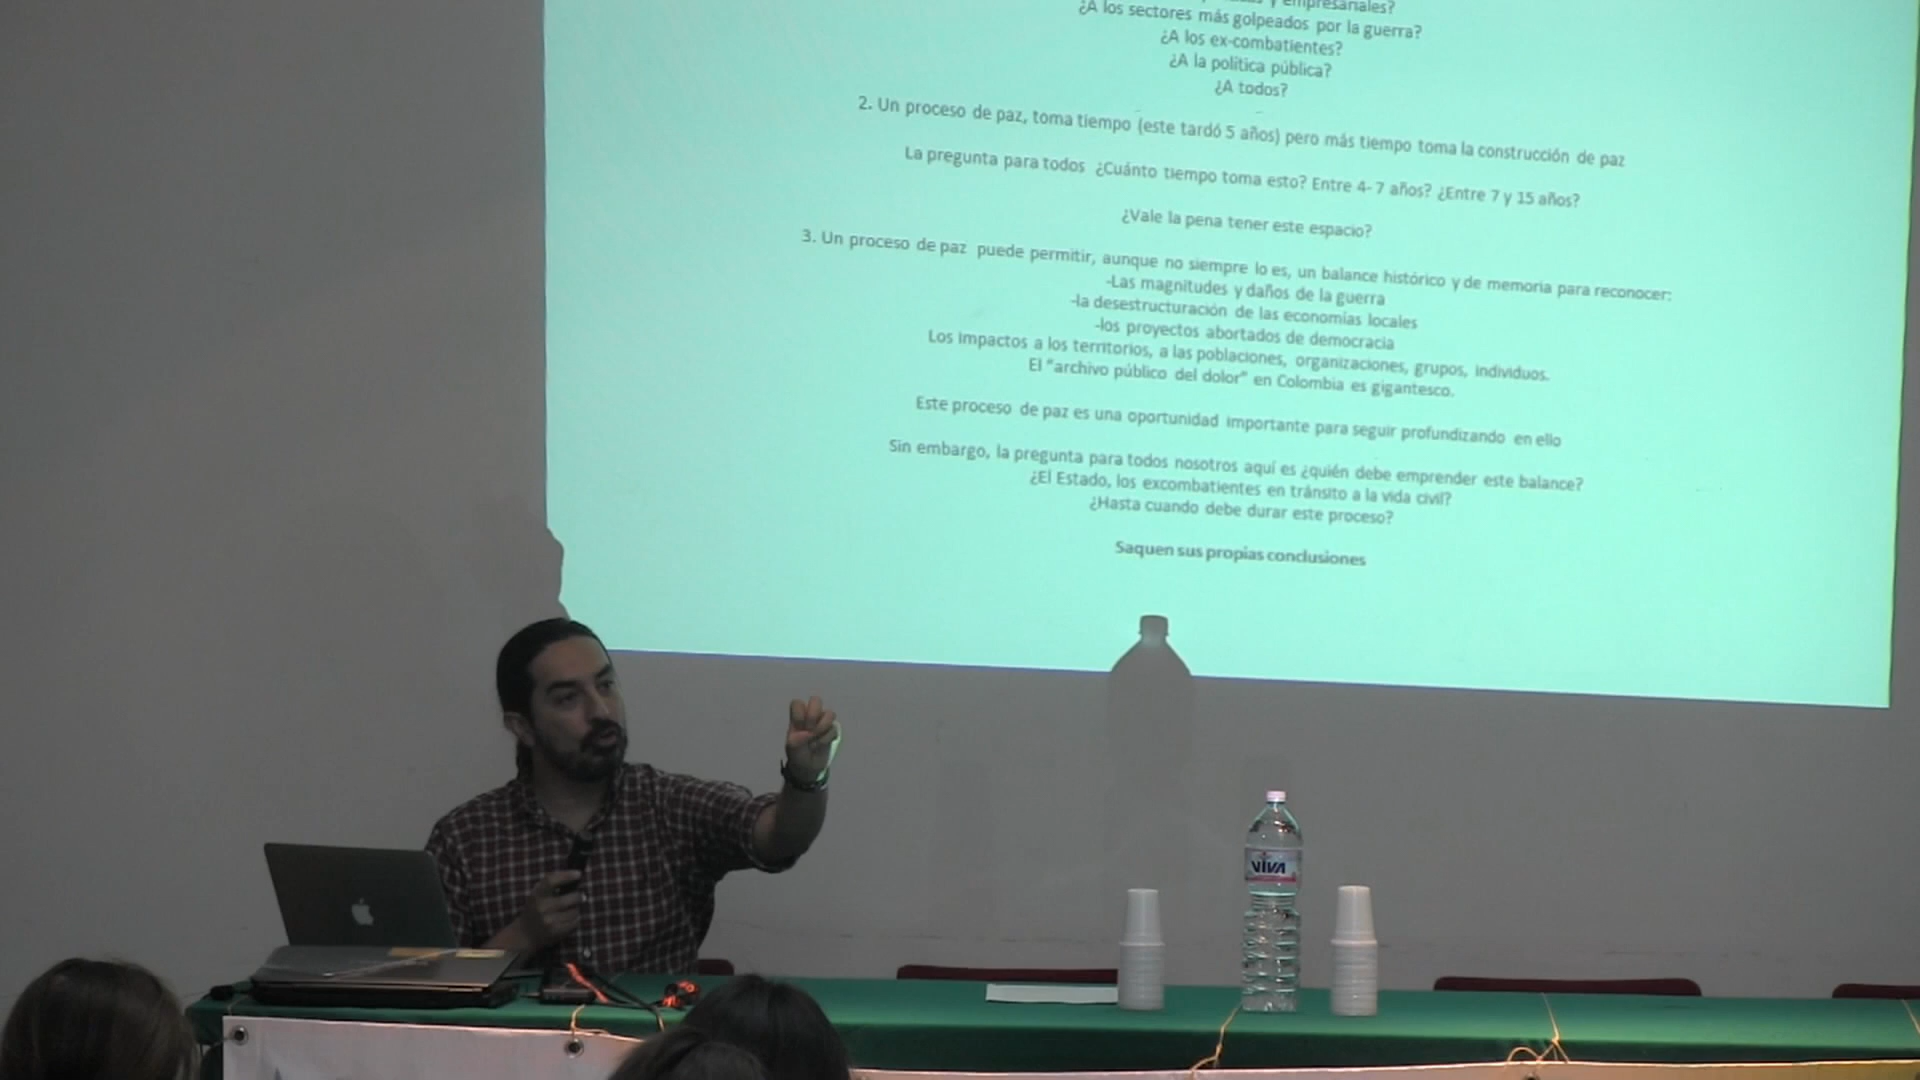 y empresariales?
¿A los sectores más golpeados por la guerra?
¿A los ex-combatientes?
¿A la política pública?
¿A todos?
2. Un proceso de paz, toma tiempo (este tardó 5 años) pero más tiempo toma la construcción de paz
La pregunta para todos ¿Cuánto tiempo toma esto? Entre 4- 7 años? ¿Entre 7 y 15 años?
¿Vale la pena tener este espacio?
3. Un proceso de paz puede permitir, aunque no siempre lo es, un balance histórico y de memoria para reconocer:
-Las magnitudes y daños de la guerra
-la desestructuración de las economías locales
-los proyectos abortados de democracia
Los impactos a los territorios, a las poblaciones, organizaciones, grupos, individuos.
El "archivo público del dolor" en Colombia es gigantesco.
Este proceso de paz es una oportunidad importante para seguir profundizando en ello
Sin embargo, la pregunta para todos nosotros aquí es ¿quién debe emprender este balance?
¿El Estado, los excombatientes en tránsito a la vida civil?
¿Hasta cuando debe durar este proceso?
Saquen sus propias conclusiones
VIVA